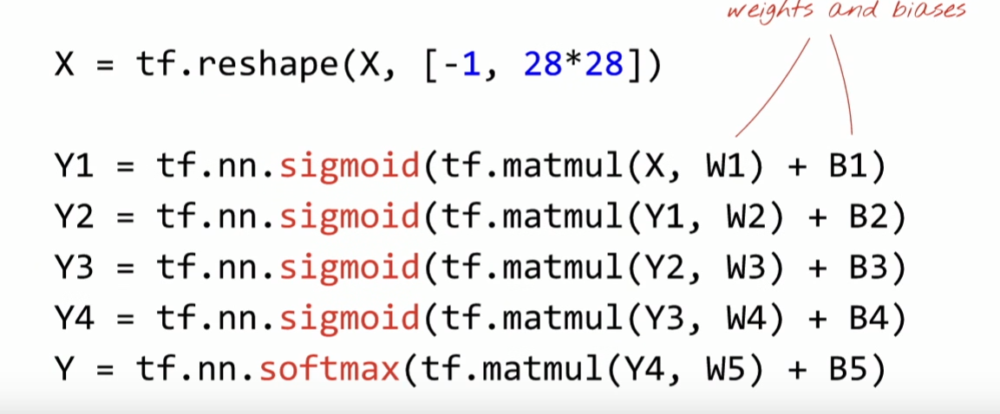 weights and biases
X = tf.reshape(X, [-1, 28*28])
Y1 = tf.nn.sigmoid(tf.matmul(X, W1) + B1)
Y2 = tf.nn.sigmoid(tf.matmul(Y1, W2) + B2)
Y3 = tf.nn.sigmoid(tf.matmul(Y2, W3) + B3)
Y4 = tf.nn.sigmoid(tf.matmul(Y3, W4) + B4)
Y = tf.nn.softmax(tf.matmul(Y4, W5) + B5)